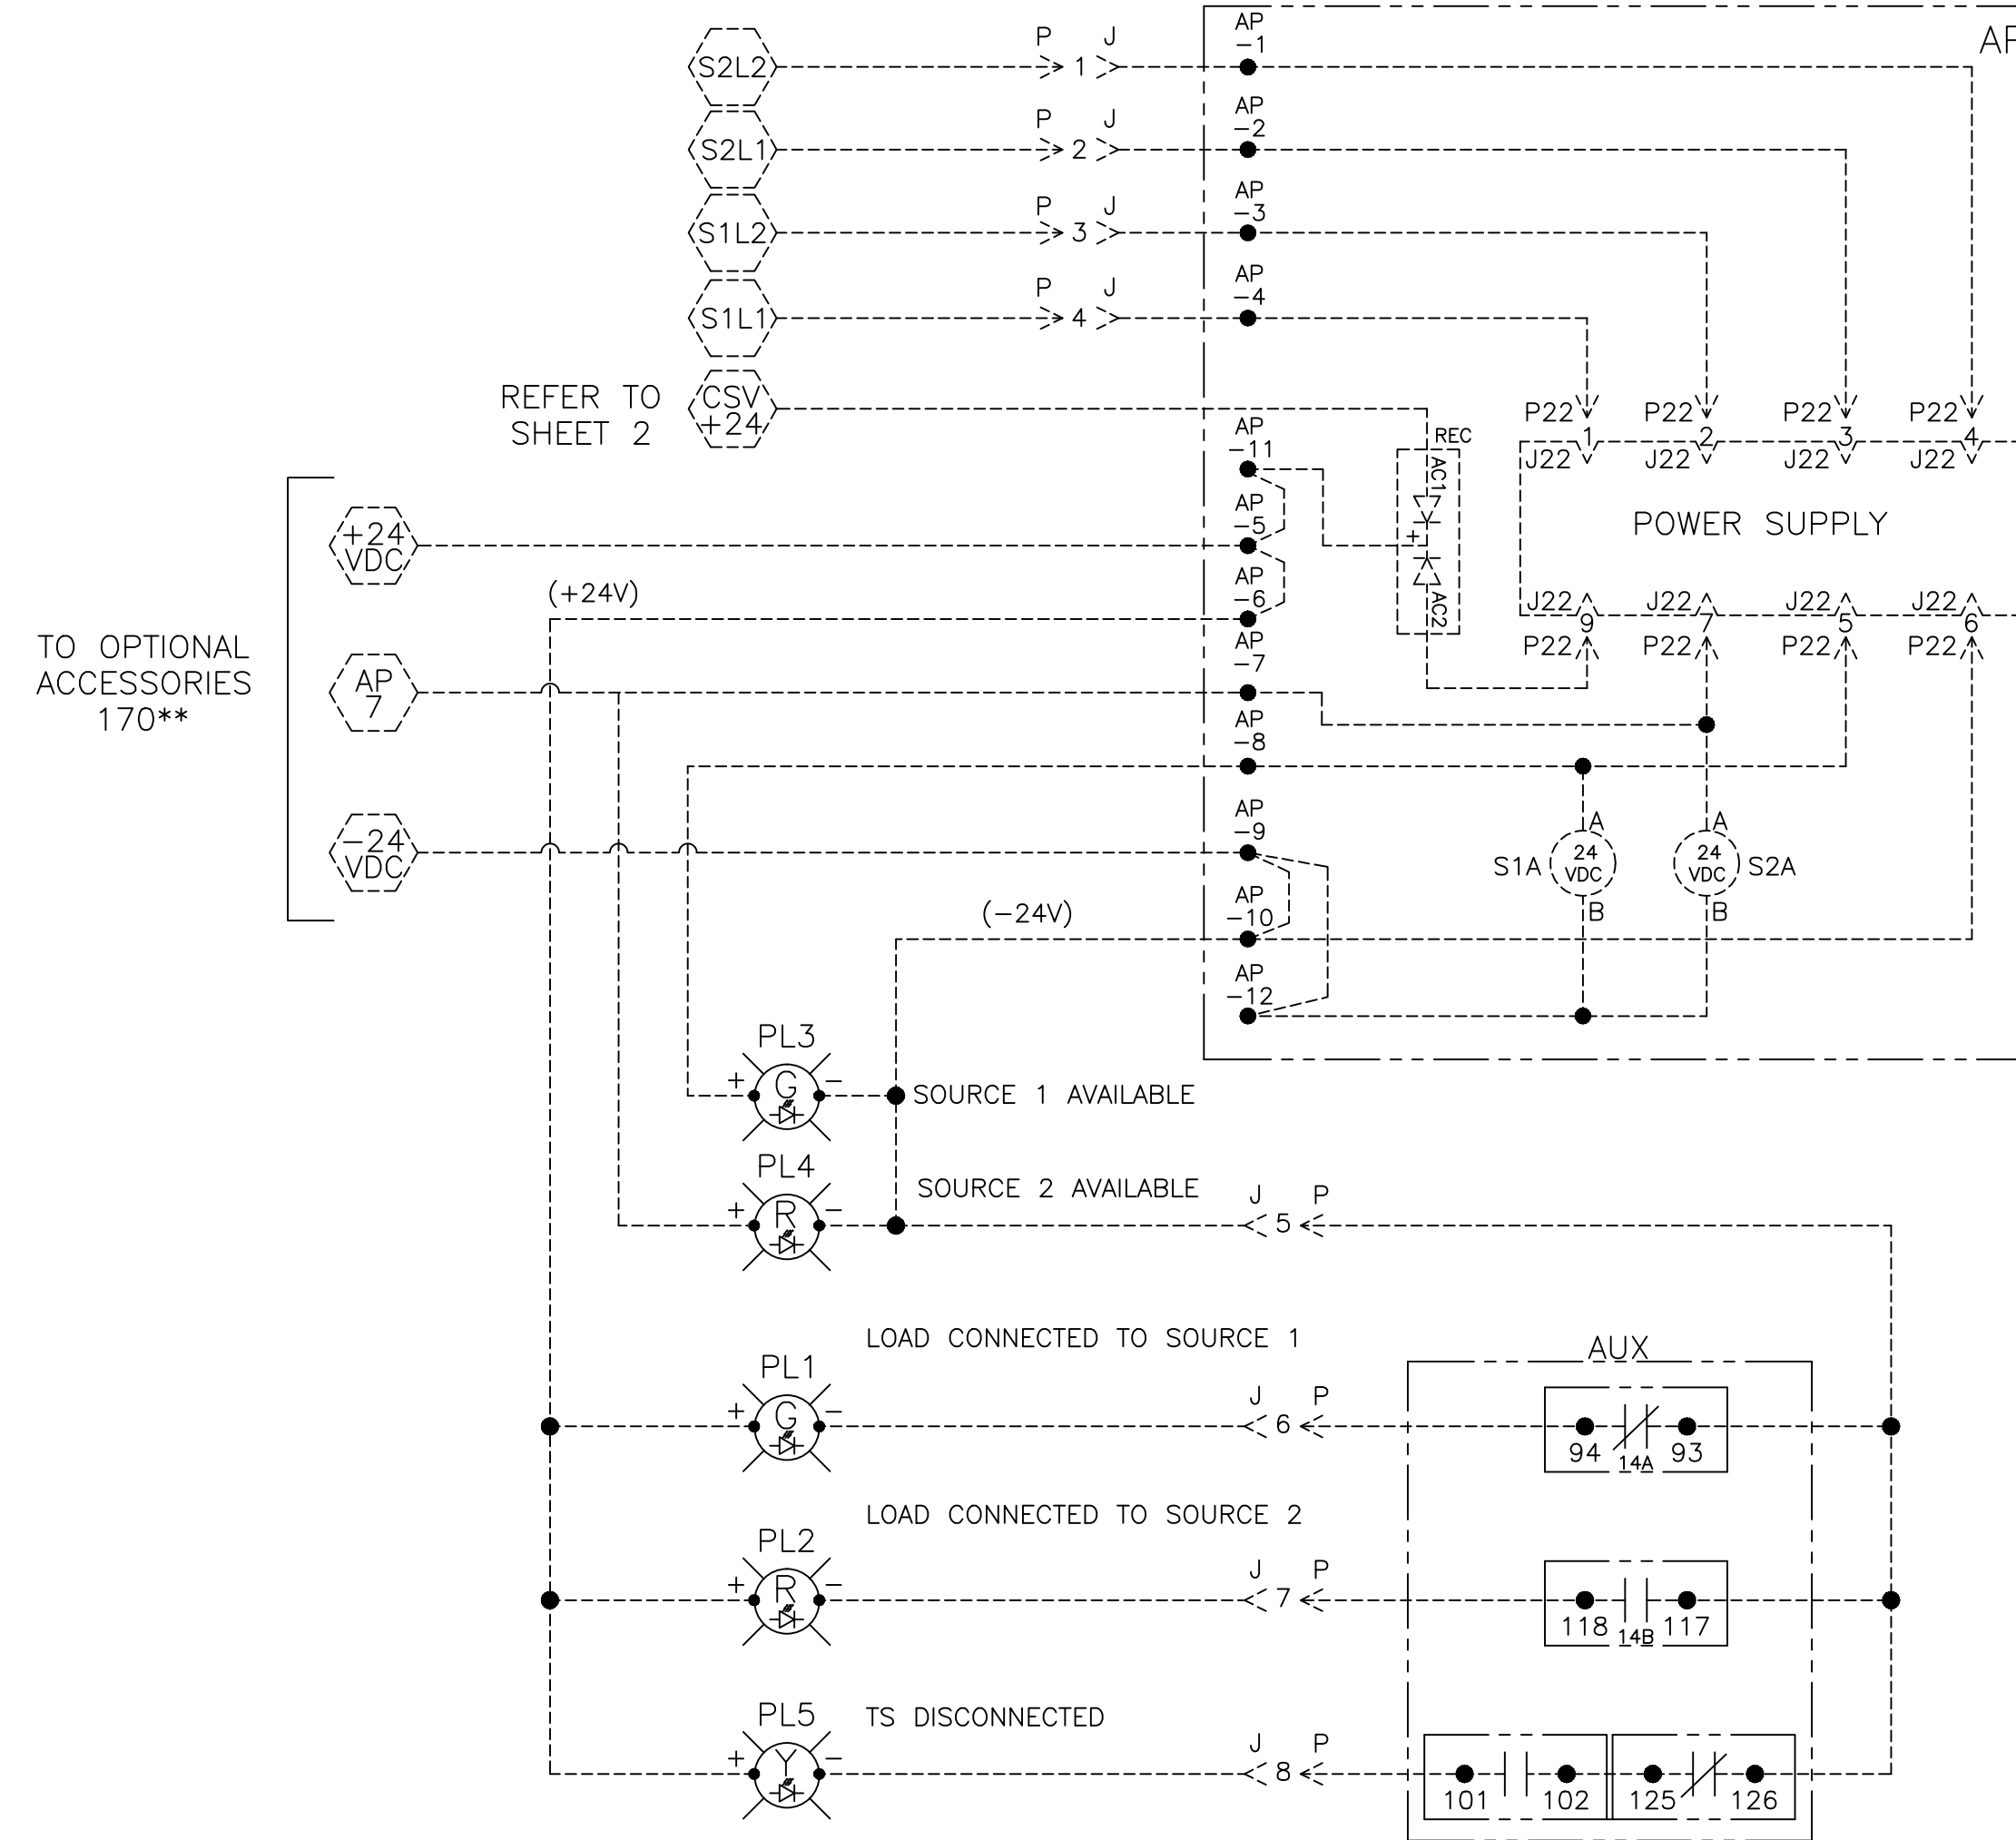 S2L2
P
1
J
AP
-1
AP
S2L1
P
2
J
AP
-2
S1L2
P
3
J
AP
-3
S1L1
P
4
J
AP
-4
REFER TO
SHEET 2
CSV
+24
AP
-11
REC
AC1
+
AC2
P22
1
J22
P22
2
J22
P22
3
J22
P22
4
J22
POWER SUPPLY
J22
9
P22
J22
7
P22
J22
5
P22
J22
6
P22
TO OPTIONAL
ACCESSORIES
170**
+24
VDC
AP
-5
(+24V)
AP
-6
AP
7
AP
-7
AP
-8
-24
VDC
AP
-9
S1A
A
24
VDC
B
A
24
VDC
B
S2A
(-24V)
AP
-10
AP
-12
PL3
+
G
-
SOURCE 1 AVAILABLE
PL4
+
R
-
SOURCE 2 AVAILABLE
J
5
P
PL1
+
G
-
LOAD CONNECTED TO SOURCE 1
J
6
P
AUX
94
14A
93
PL2
+
R
-
LOAD CONNECTED TO SOURCE 2
J
7
P
118
14B
117
PL5
+
Y
-
TS DISCONNECTED
J
8
P
101
102
125
126